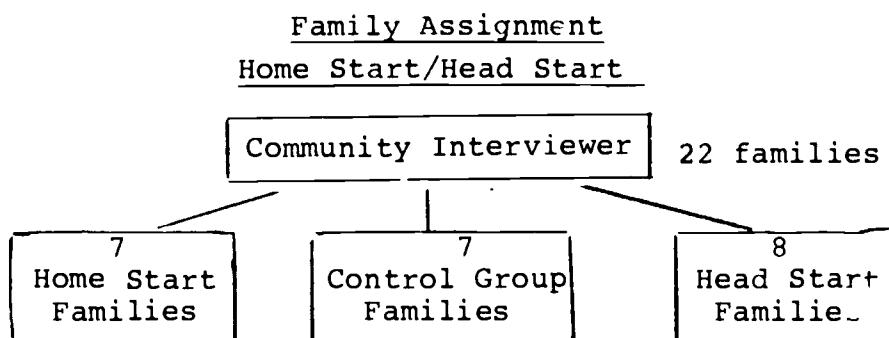 Family Assignment
Home Start/Head Start
Community Interviewer
22 families
7
Home Start
Families
7
Control Group
Families
8
Head Start
Familie